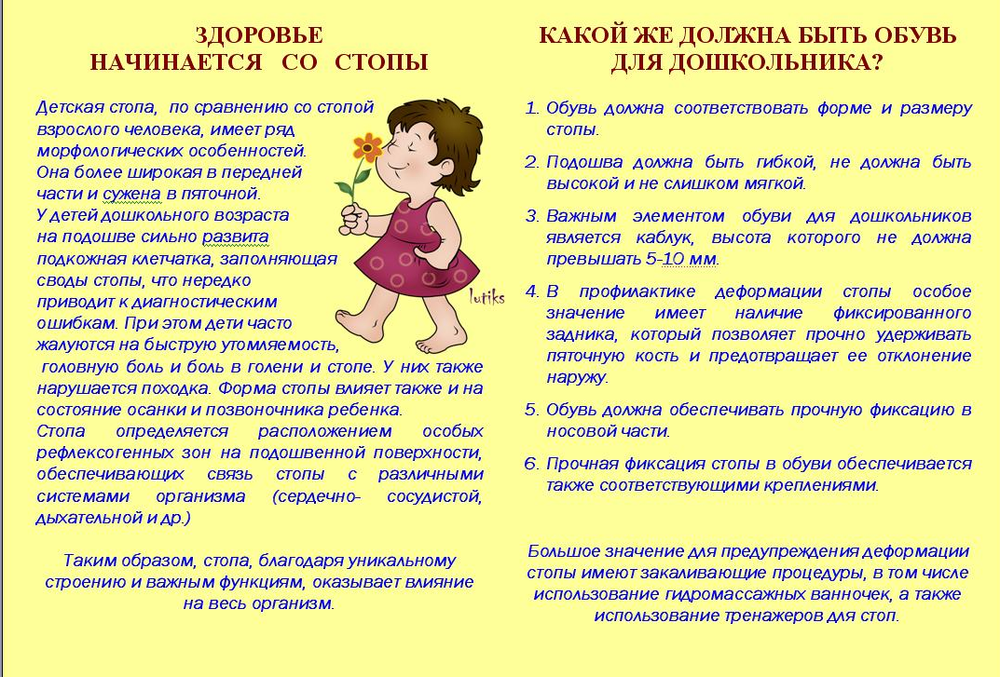 ЗДОРОВЬЕ
НАЧИНАЕТСЯ СО СТОПЫ
Детская стопа, по сравнению со стопой
взрослого человека, имеет ряд
морфологических особенностей.
Она более широкая в передней
части и сужена в пяточной.
У детей дошкольного возраста
на подошве сильно развита
подкожная клетчатка, заполняющая
своды стопы, что нередко
приводит к диагностическим
ошибкам. При этом дети часто
жалуются на быструю утомляемость,
головную боль и боль в голени и стопе. У них также
нарушается походка. Форма стопы влияет также и на
состояние осанки и позвоночника ребенка.
Стопа определяется расположением особых
рефлексогенных зон на подошвенной поверхности,
обеспечивающих связь стопы с различными
системами организма (сердечно- сосудистой,
дыхательной и др.)
Таким образом, стопа, благодаря уникальному
строению и важным функциям, оказывает влияние
на весь организм.
lutiks
КАКОЙ ЖЕ ДОЛЖНА БЫТЬ ОБУВЬ
ДЛЯ ДОШКОЛЬНИКА?
1. Обувь должна соответствовать форме и размеру
стопы.
2. Подошва должна быть гибкой, не должна быть
высокой и не слишком мягкой.
3. Важным элементом обуви для дошкольников
является каблук, высота которого не должна
превышать 5-10 мм.
4. В профилактике деформации стопы особое
значение имеет наличие фиксированного
задника, который позволяет прочно удерживать
пяточную кость и предотвращает ее отклонение
наружу.
5. Обувь должна обеспечивать прочную фиксацию в
носовой части.
6. Прочная фиксация стопы в обуви обеспечивается
также соответствующими креплениями.
Большое значение для предупреждения деформации
стопы имеют закаливающие процедуры, в том числе
использование гидромассажных ванночек, а также
использование тренажеров для стоп.